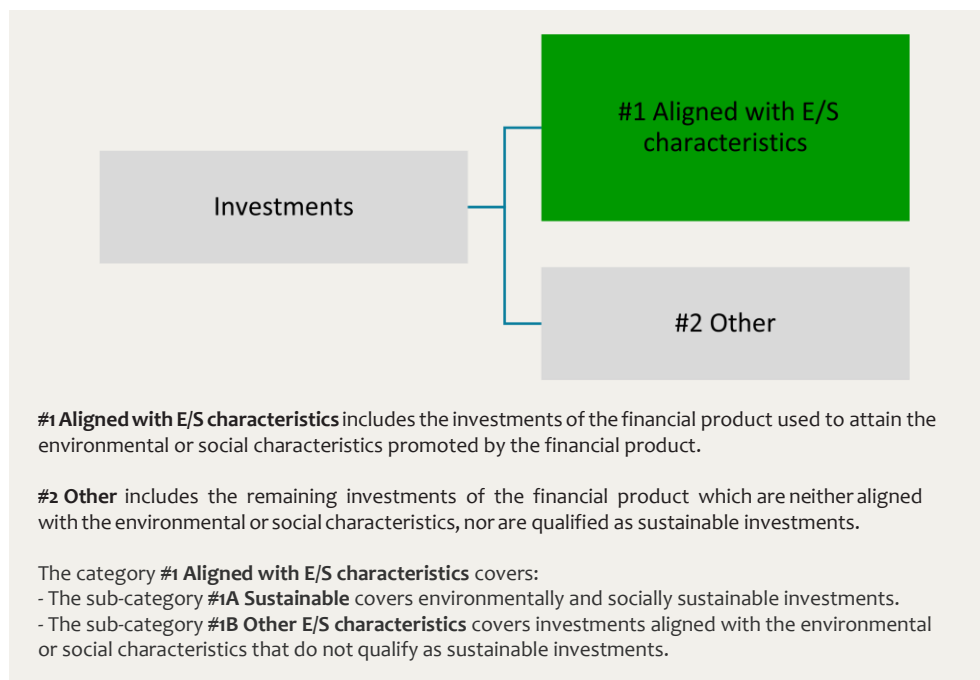 #1 Aligned with E/S
characteristics
Investments
#2 Other
#1 Aligned with E/S characteristics includes the investments of the financial product used to attain the
environmental or social characteristics promoted by the financial product.
#2 Other includes the remaining investments of the financial product which are neither aligned
with the environmental or social characteristics, nor are qualified as sustainable investments.
The category #1 Aligned with E/S characteristics covers:
- The sub-category #1A Sustainable covers environmentally and socially sustainable investments.
- The sub-category #1B Other E/S characteristics covers investments aligned with the environmental
or social characteristics that do not qualify as sustainable investments.